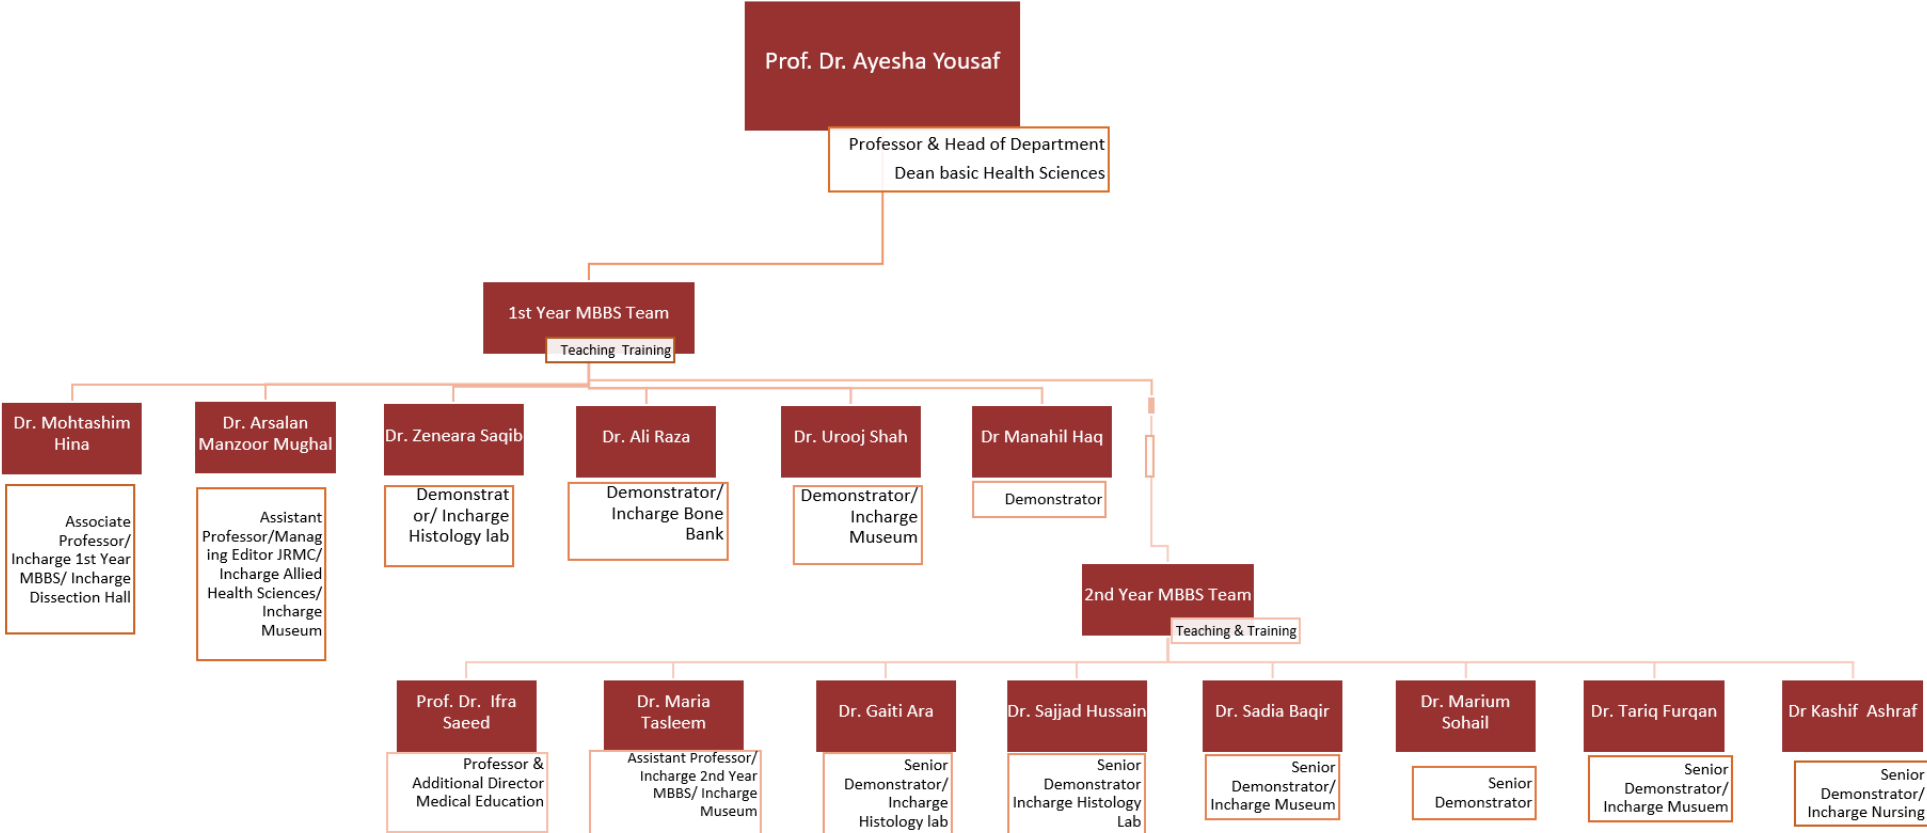 Prof. Dr. Ayesha Yousaf
Professor & Head of Department
Dean basic Health Sciences
1st Year MBBS Team
Teaching Training
Dr. Mohtashim
Hina
Associate
Professor/
Incharge 1st Year
MBBS/ Incharge
Dissection Hall
Dr. Arsalan
Manzoor Mughal
Assistant
Professor/Manag
ing Editor JRMC/
Incharge Allied
Health Sciences/
Incharge
Museum
Dr. Zeneara Saqib
Demonstrat
or/ Incharge
Histology lab
Dr. Ali Raza
Demonstrator/
Incharge Bone
Bank
Dr. Urooj Shah
Demonstrator/
Incharge
Museum
Dr Manahil Haq
Demonstrator
2nd Year MBBS Team
Teaching & Training
Prof. Dr. Ifra
Saeed
Professor &
Additional Director
Medical Education
Dr. Maria
Tasleem
Assistant Professor/
Incharge 2nd Year
MBBS/ Incharge
Museum
Dr. Gaiti Ara
Senior
Demonstrator/
Incharge
Histology lab
Dr. Sajjad Hussain
Senior
Demonstrator
Incharge Histology
Lab
Dr. Sadia Baqir
Senior
Demonstrator/
Incharge Museum
Dr. Marium
Sohail
Senior
Demonstrator
Dr. Tariq Furqan
Senior
Demonstrator/
Incharge Musuem
Dr Kashif Ashraf
Senior
Demonstrator/
Incharge Nursing